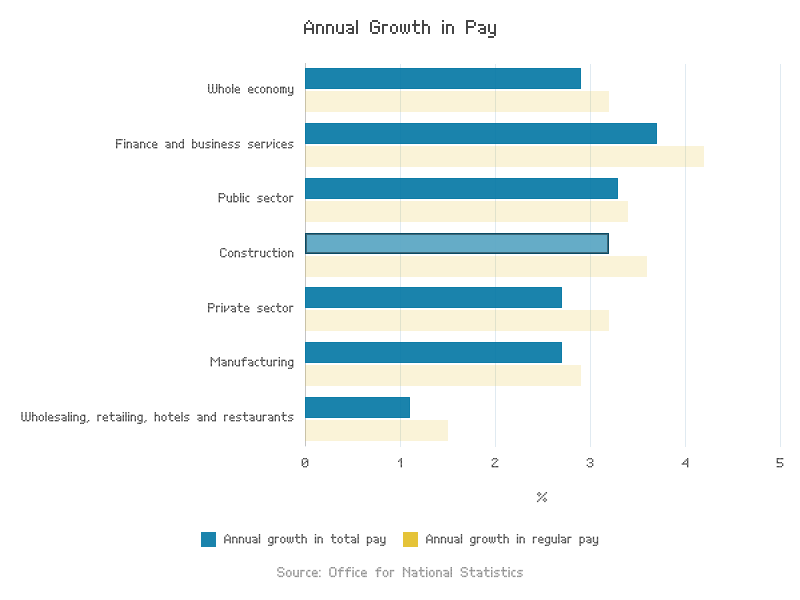 Annual Growth in Pay
Whole economy
Finance and business services
Public sector
Construction
Private sector
Manufacturing
Wholesaling, retailing, hotels and restaurants
0 1 2 3 4 5
%
Annual growth in total pay Annual growth in regular pay
Source: Office for National Statistics